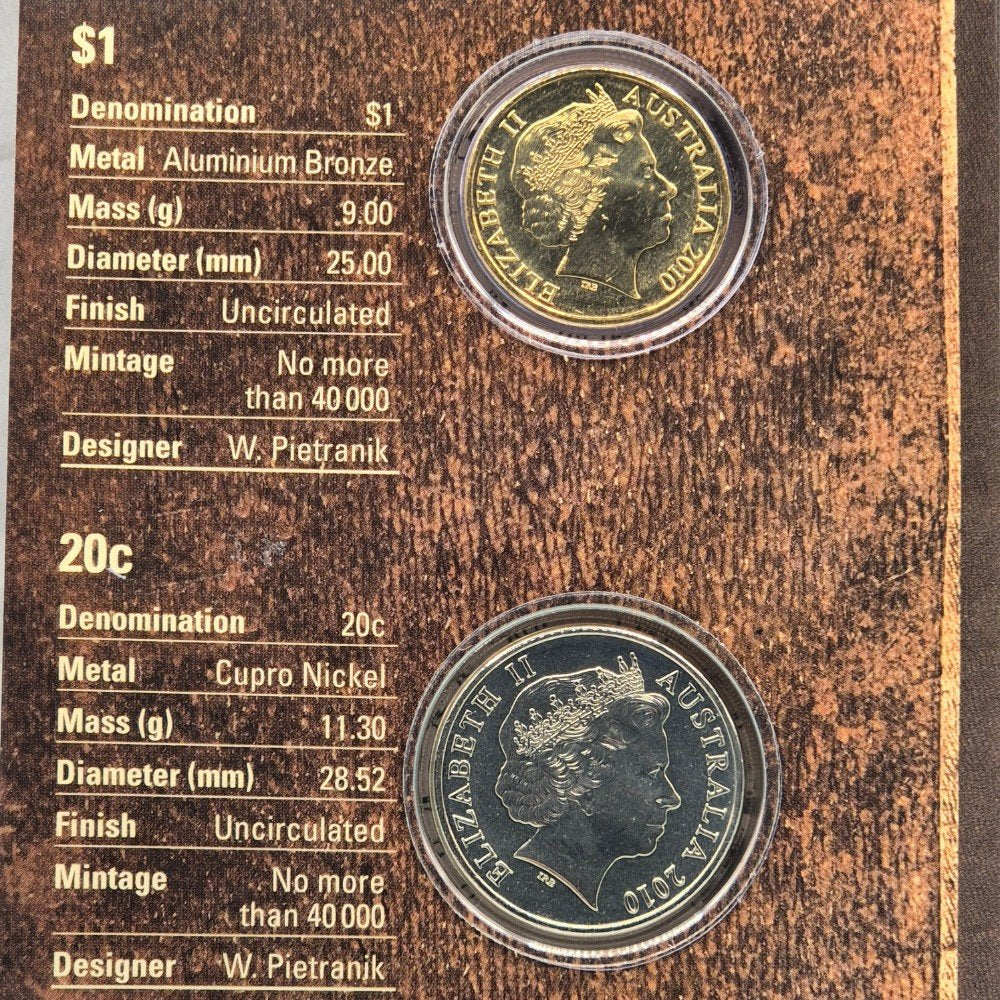 $1
Denomination $1
Metal Aluminium Bronze
Mass (g) 9.00
Diameter (mm) 25.00
Finish Uncirculated
Mintage No more
than 40 000
Designer W. Pietranik
ELIZABETH II AUSTRALIA 2010
IRB
20c
Denomination 20c
Metal Cupro Nickel
Mass (g) 11.30
Diameter (mm) 28.52
Finish Uncirculated
Mintage No more
than 40 000
Designer W. Pietranik
ELIZABETH II AUSTRALIA 2010
IRB